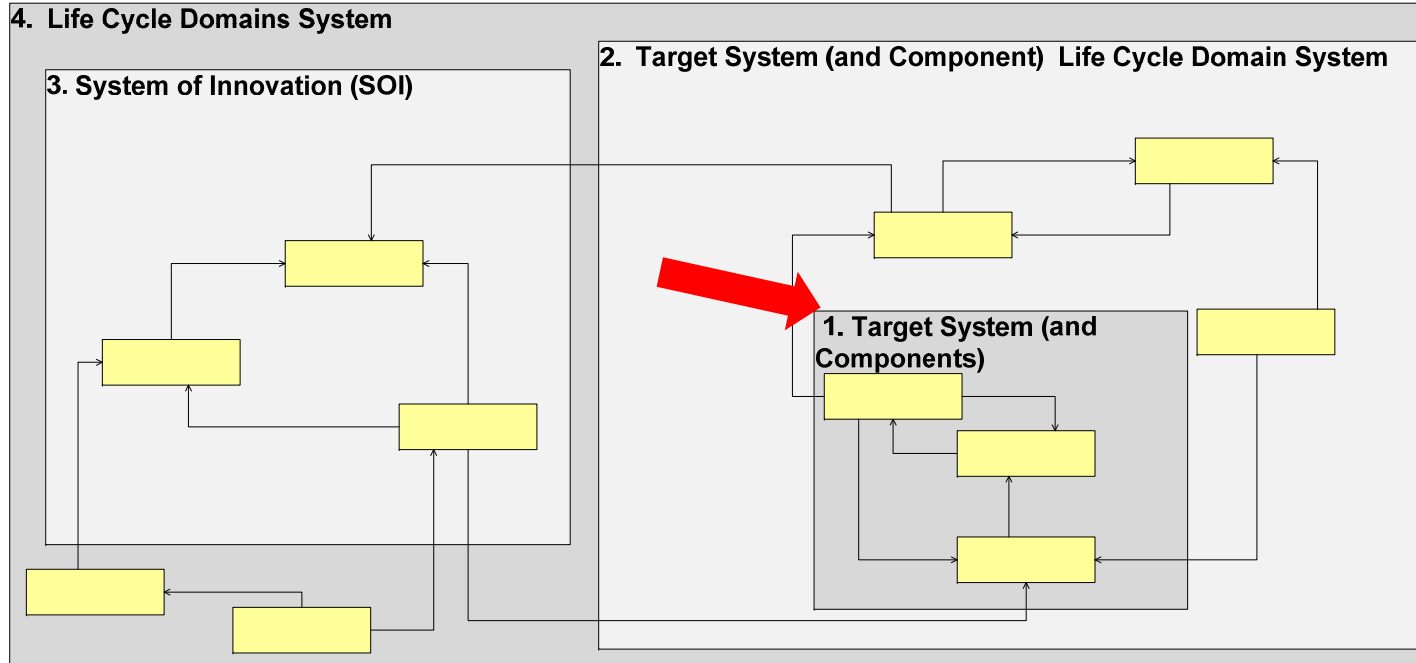 4.  Life Cycle Domains System
2.  Target System (and Component)  Life Cycle Domain System
3. System of Innovation (SOI)
1. Target System (and
Components)